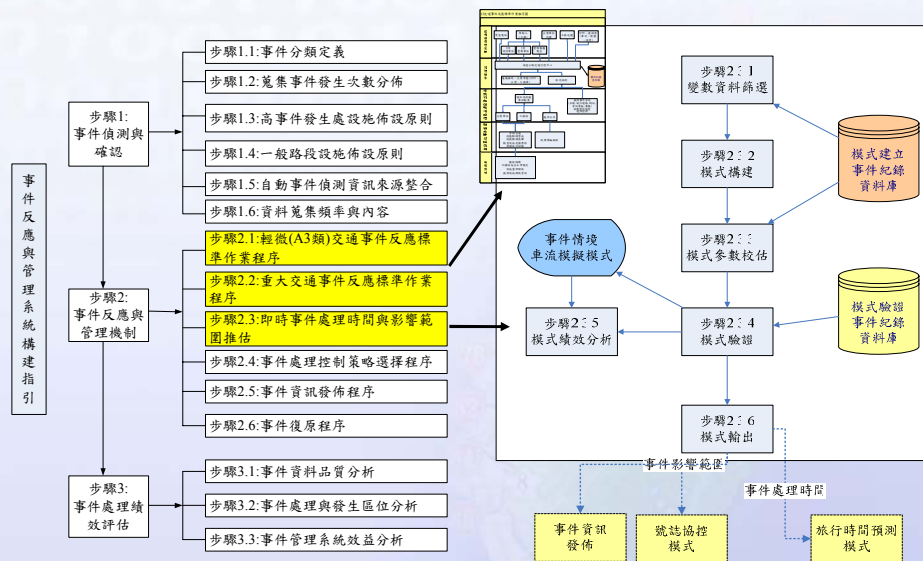 事件反應與管理系統構建指引
步驟1:
事件偵測與
確認
步驟1.1:事件分類定義
步驟1.2:蒐集事件發生次數分佈
步驟1.3:高事件發生處設施佈設原則
步驟1.4:一般路段設施佈設原則
步驟1.5:自動事件偵測資訊來源整合
步驟1.6:資料蒐集頻率與內容
步驟2:
事件反應與
管理機制
步驟2.1:輕微(A3類)交通事件反應標
準作業程序
步驟2.2:重大交通事件反應標準作業
程序
步驟2.3:即時事件處理時間與影響範
圍推估
步驟2.4:事件處理控制策略選擇程序
步驟2.5:事件資訊發佈程序
步驟2.6:事件復原程序
步驟3:
事件處理績
效評估
步驟3.1:事件資料品質分析
步驟3.2:事件處理與發生區位分析
步驟3.3:事件管理系統效益分析
步驟2.3.1
變數資料篩選
步驟2.3.2
模式構建
步驟2.3.3
模式參數校估
步驟2.3.4
模式驗證
步驟2.3.5
模式績效分析
步驟2.3.6
模式輸出
事件情境
車流模擬模式
模式建立
事件紀錄
資料庫
模式驗證
事件紀錄
資料庫
事件影響範圍
事件處理時間
事件資訊
發佈
號誌協控
模式
旅行時間預測
模式